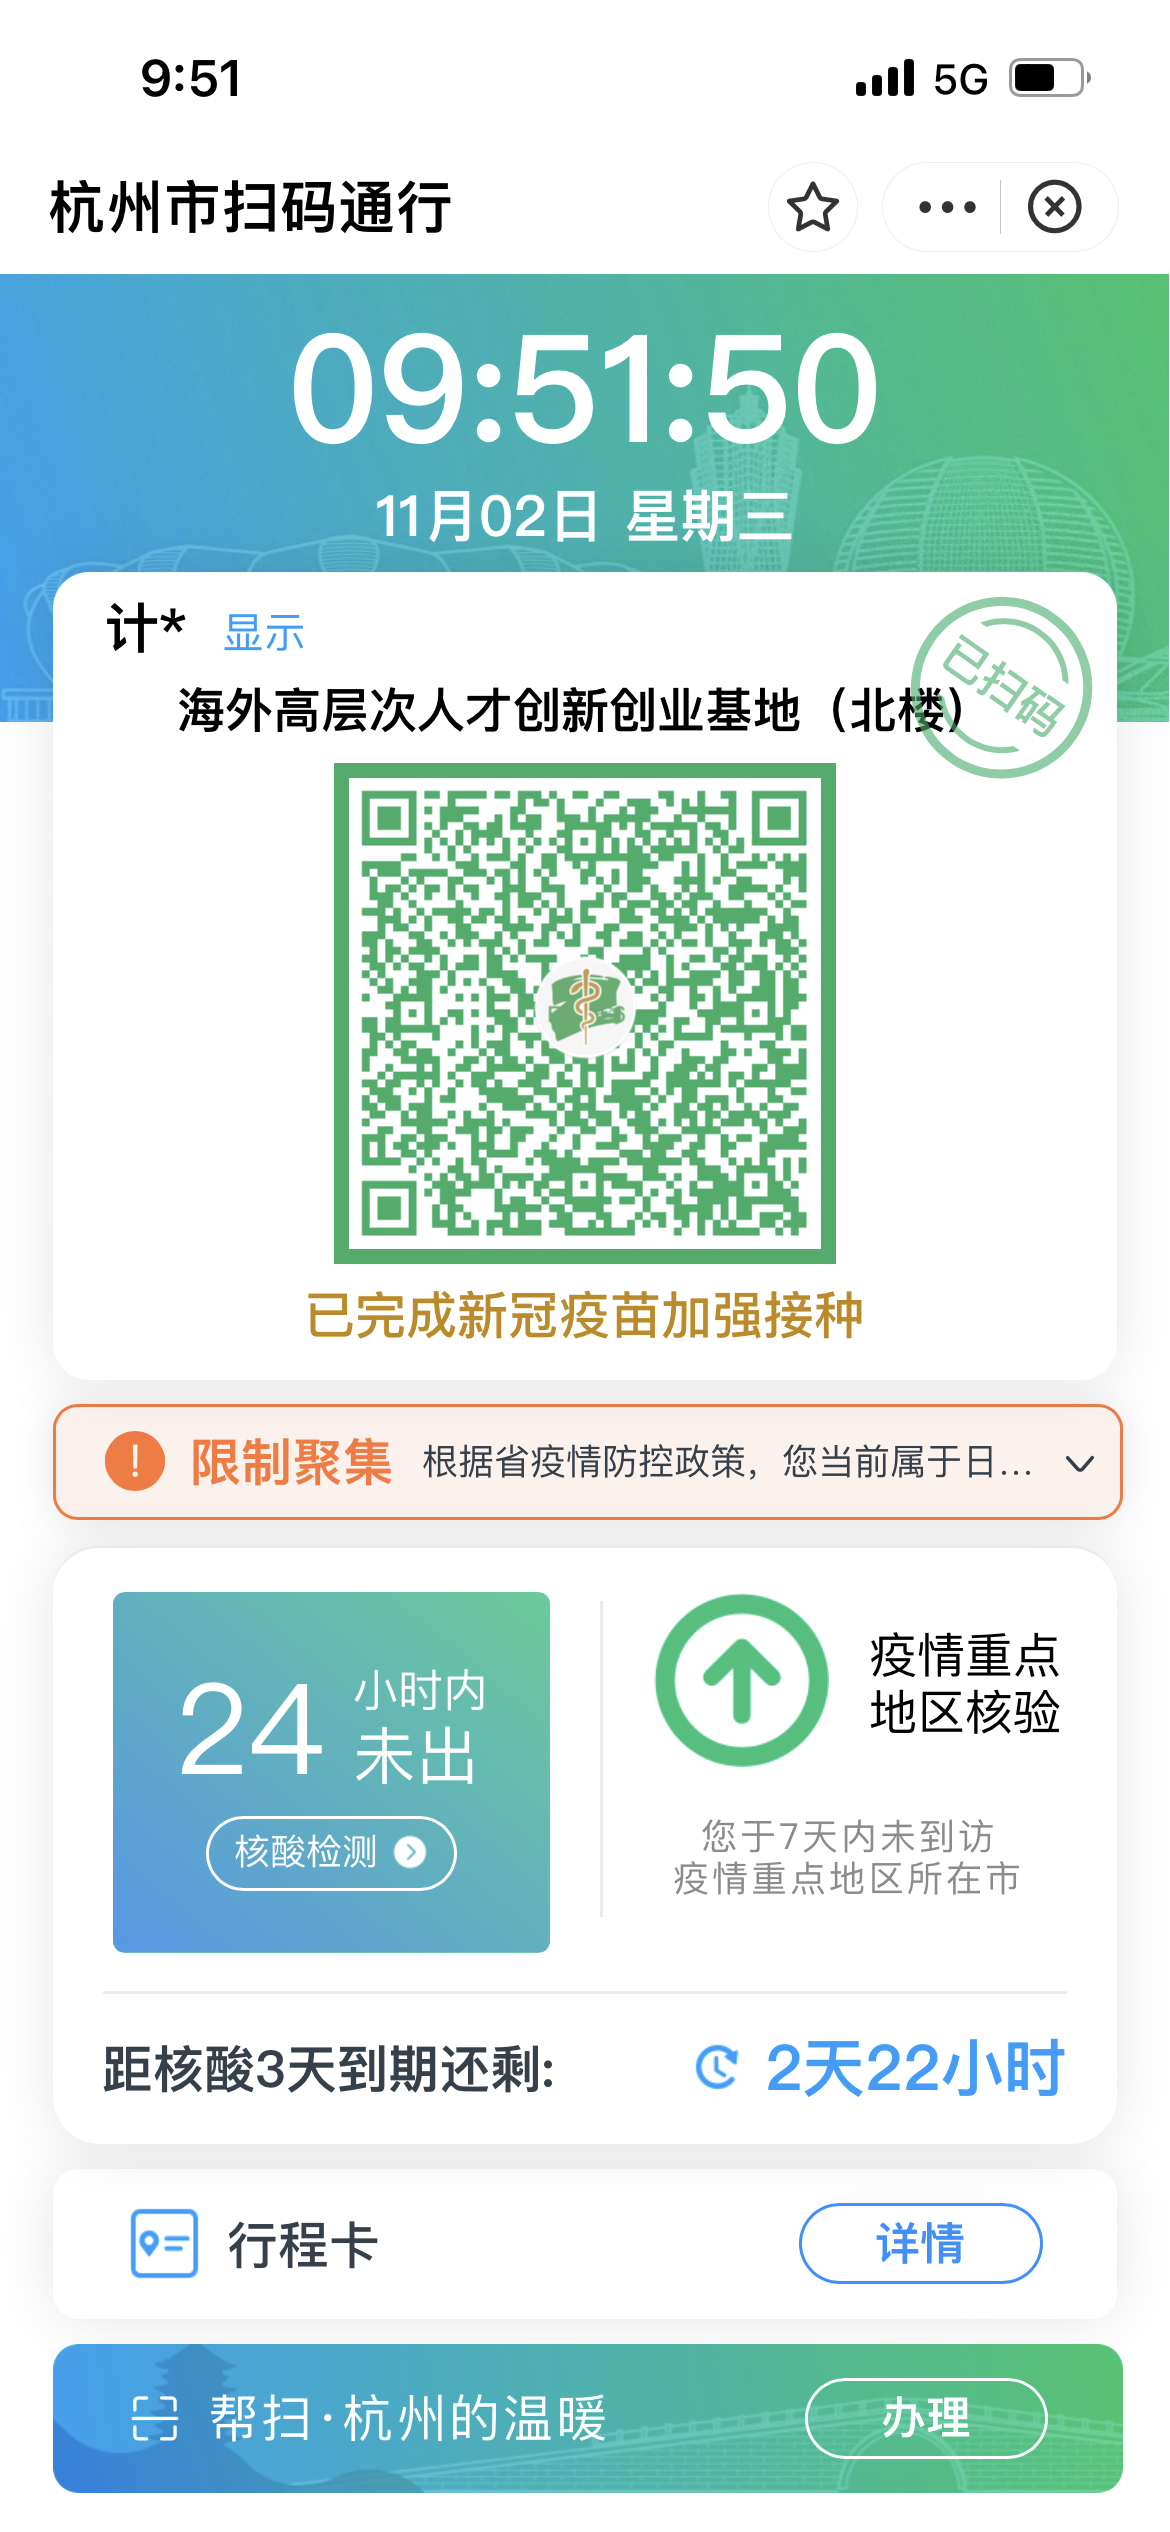 9:51
5G
杭州市扫码通行
09:51:50
11月02日 星期三
计* 显示
已扫码
海外高层次人才创新创业基地（北楼）
已完成新冠疫苗加强接种
限制聚集 根据省疫情防控政策，您当前属于日...
24 小时内
未出
核酸检测
疫情重点
地区核验
您于7天内未到访
疫情重点地区所在市
距核酸3天到期还剩: 2天22小时
行程卡 详情
帮扫·杭州的温暖 办理